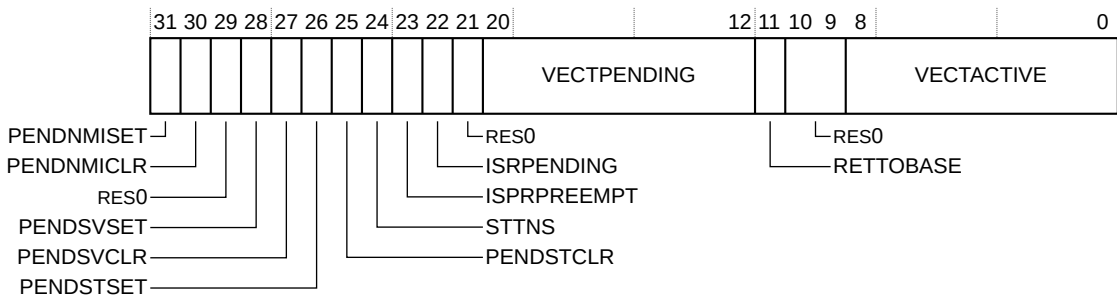 31 30 29 28 27 26 25 24 23 22 21 20 12 11 10 9 8 0
VECTPENDING VECTACTIVE
PENDNMISET RES0 RES0
PENDNMICLR ISRPENDING RETTOBASE
RES0 ISPRPREEMPT
PENDSVSET STTNS
PENDSVCLR PENDSTCLR
PENDSTSET